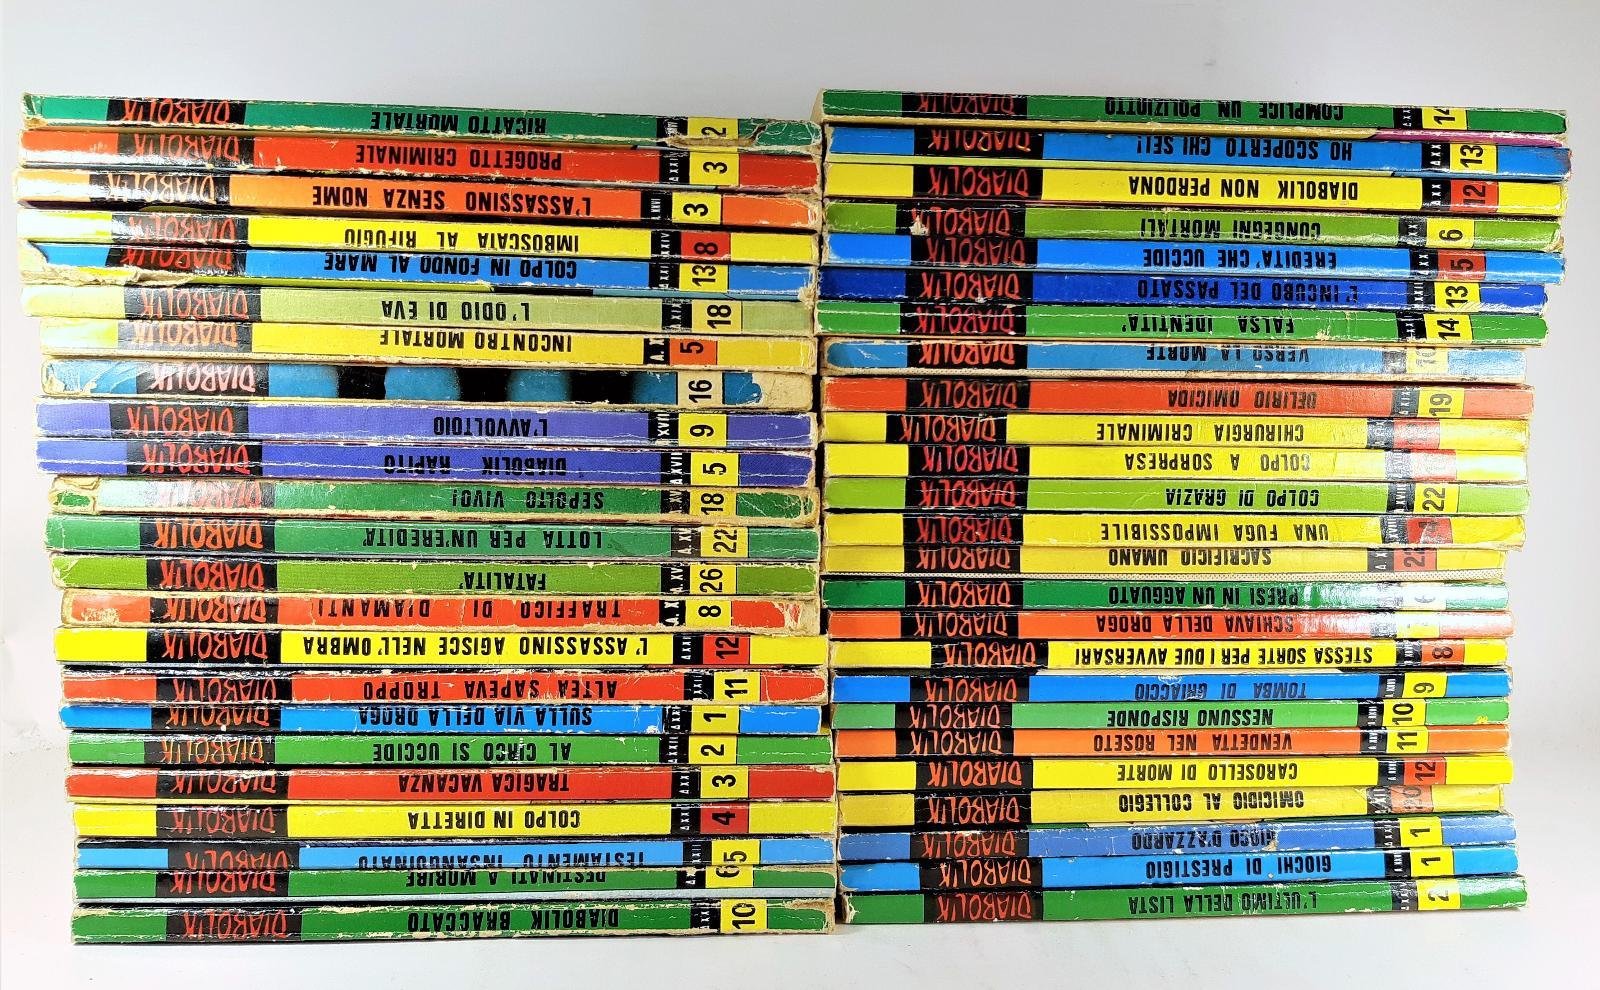 DIABOLIK RICATTO MORTALE 2
DIABOLIK PROGETTO CRIMINALE 3
DIABOLIK L'ASSASSINO SENZA NOME A. XXVI 3
DIABOLIK IMBOSCATA AL RIFUGIO 8
DIABOLIK COLPO IN FONDO AL MARE 13
DIABOLIK L'ODIO DI EVA 18
DIABOLIK INCONTRO MORTALE 5
DIABOLIK 16
DIABOLIK L'AVVOLTOIO 9
DIABOLIK DIABOLIK RAPITO 5
DIABOLIK SEPOLTO VIVO! 18
DIABOLIK LOTTA PER UN'EREDITA' 22
DIABOLIK FATALITA' 26
DIABOLIK TRAFFICO DI DIAMANTI 8
DIABOLIK L'ASSASSINO AGISCE NELL'OMBRA 12
DIABOLIK ALTEA SAPEVA TROPPO 11
DIABOLIK SULLA VIA DELLA DROGA 1
DIABOLIK AL CIRCO SI UCCIDE 2
DIABOLIK TRAGICA VACANZA 3
DIABOLIK COLPO IN DIRETTA 4
DIABOLIK TESTAMENTO INSANGUINATO 5
DIABOLIK DESTINATI A MORIRE 6
DIABOLIK DIABOLIK BRACCATO 10
DIABOLIK COMPLICE UN POLIZIOTTO 14
DIABOLIK HO SCOPERTO CHI SEI! 13
DIABOLIK DIABOLIK NON PERDONA 12
DIABOLIK CONGEGNI MORTALI 6
DIABOLIK EREDITA' CHE UCCIDE 5
DIABOLIK L'INCUBO DEL PASSATO 13
DIABOLIK FALSA IDENTITA' 14
DIABOLIK VERSO LA MORTE
DIABOLIK DELIRIO OMICIDA 19
DIABOLIK CHIRURGIA CRIMINALE
DIABOLIK COLPO A SORPRESA
DIABOLIK COLPO DI GRAZIA 22
DIABOLIK UNA FUGA IMPOSSIBILE
DIABOLIK SACRIFICIO UMANO
DIABOLIK PRESI IN UN AGGUATO
DIABOLIK SCHIAVA DELLA DROGA
DIABOLIK STESSA SORTE PER I DUE AVVERSARI 8
DIABOLIK TOMBA DI GHIACCIO 9
DIABOLIK NESSUNO RISPONDE 10
DIABOLIK VENDETTA NEL ROSETO 11
DIABOLIK CAROSELLO DI MORTE 12
DIABOLIK OMICIDIO AL COLLEGIO 20
DIABOLIK GIOCO D'AZZARDO 1
DIABOLIK GIOCHI DI PRESTIGIO 1
DIABOLIK L'ULTIMO DELLA LISTA 2